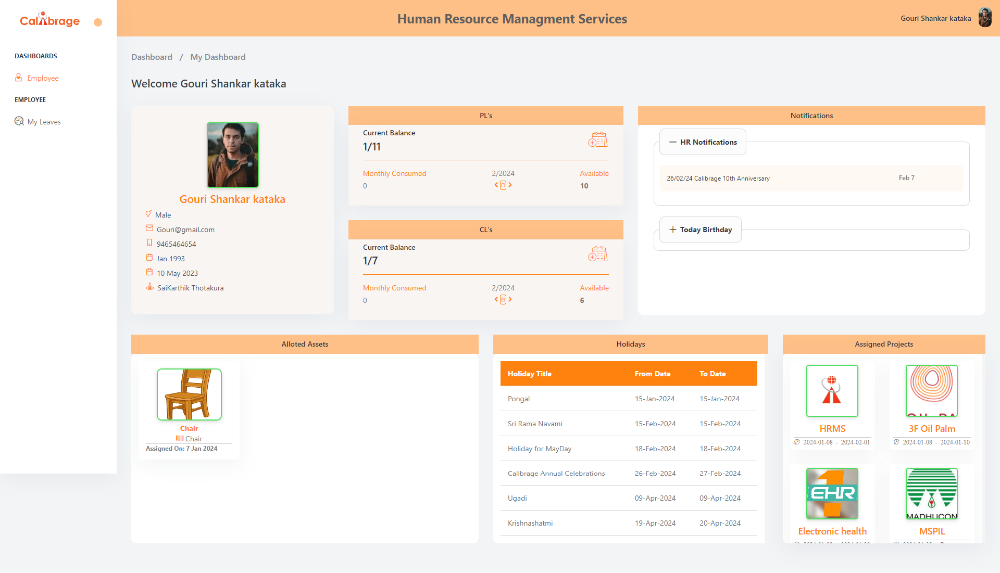 Calibrage
Human Resource Managment Services
Gouri Shankar kataka
DASHBOARDS
Employee
EMPLOYEE
My Leaves
Dashboard / My Dashboard
Welcome Gouri Shankar kataka
Gouri Shankar kataka
Male
Gouri@gmail.com
9465464654
Jan 1993
10 May 2023
SaiKarthik Thotakura
PL's
Current Balance
1/11
Monthly Consumed 2/2024 Available
0 10
CL's
Current Balance
1/7
Monthly Consumed 2/2024 Available
0 6
Notifications
HR Notifications
26/02/24 Calibrage 10th Anniversary Feb 7
Today Birthday
Alloted Assets
Chair
Chair
Assigned On: 7 Jan 2024
Holidays
Holiday Title From Date To Date
Pongal 15-Jan-2024 15-Jan-2024
Sri Rama Navami 15-Feb-2024 15-Feb-2024
Holiday for MayDay 18-Feb-2024 18-Feb-2024
Calibrage Annual Celebrations 26-Feb-2024 27-Feb-2024
Ugadi 09-Apr-2024 09-Apr-2024
Krishnashatmi 19-Apr-2024 20-Apr-2024
Assigned Projects
HRMS
2024-01-08 - 2024-02-01
3F Oil Palm
2024-01-08 - 2024-01-10
EHR
Electronic health
MADHUCON
MSPIL